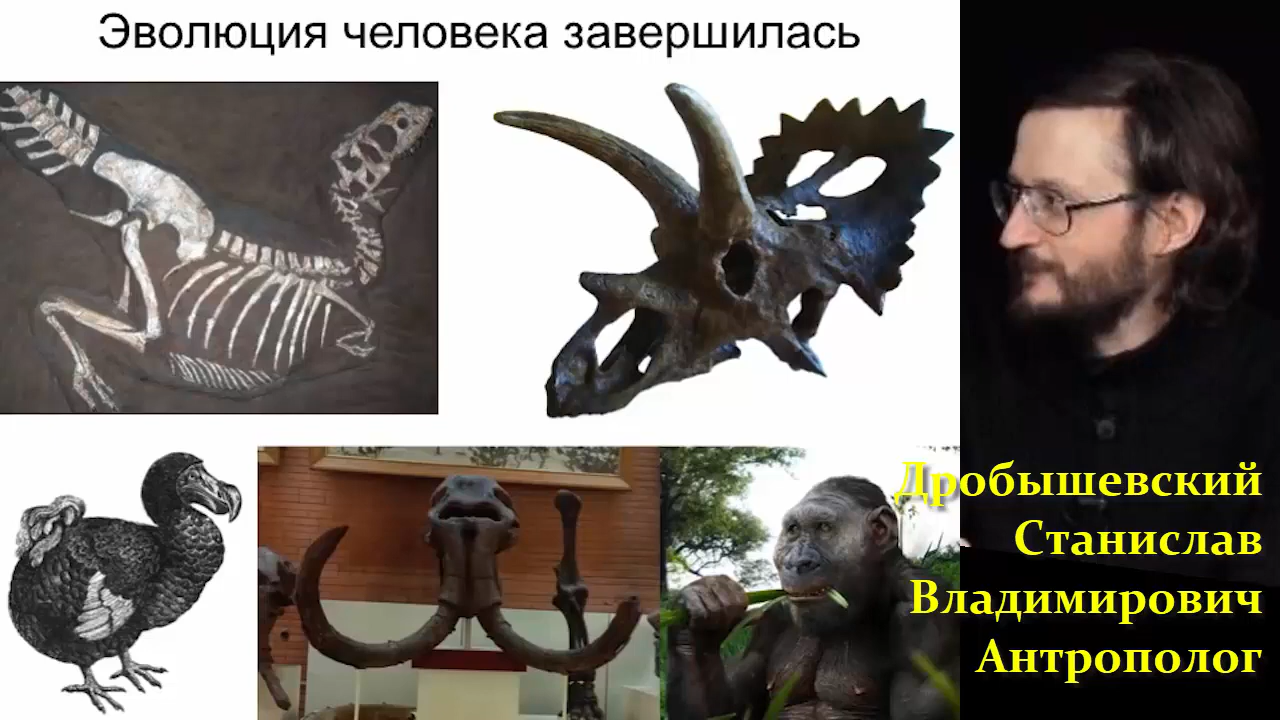 Эволюция человека завершилась
Дробышевский
Станислав
Владимирович
Антрополог